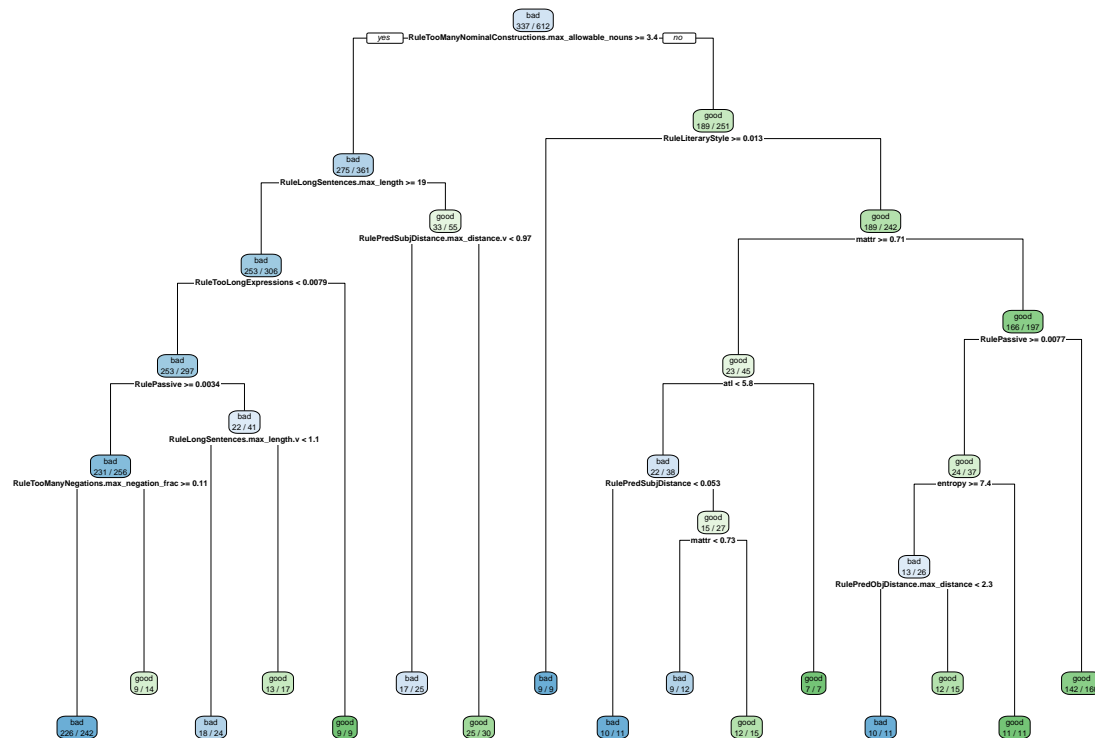 bad
337 / 612
yes RuleTooManyNominalConstructions.max_allowable_nouns >= 3.4 no
good
189 / 251
RuleLiteraryStyle >= 0.013
bad
275 / 361
RuleLongSentences.max_length >= 19
good
33 / 55
RulePredSubjDistance.max_distance.v < 0.97
good
189 / 242
mattr >= 0.71
bad
253 / 306
RuleTooLongExpressions < 0.0079
good
166 / 197
RulePassive >= 0.0077
bad
253 / 297
RulePassive >= 0.0034
good
23 / 45
atl < 5.8
bad
22 / 41
RuleLongSentences.max_length.v < 1.1
bad
231 / 256
RuleTooManyNegations.max_negation_frac >= 0.11
bad
22 / 38
RulePredSubjDistance < 0.053
good
24 / 37
entropy >= 7.4
good
15 / 27
mattr < 0.73
bad
13 / 26
RulePredObjDistance.max_distance < 2.3
good
9 / 14
good
13 / 17
bad
17 / 25
bad
9 / 9
bad
9 / 12
good
7 / 7
good
12 / 15
good
142 /
bad
226 / 242
bad
18 / 24
good
9 / 9
good
25 / 30
bad
10 / 11
good
12 / 15
bad
10 / 11
good
11 / 11